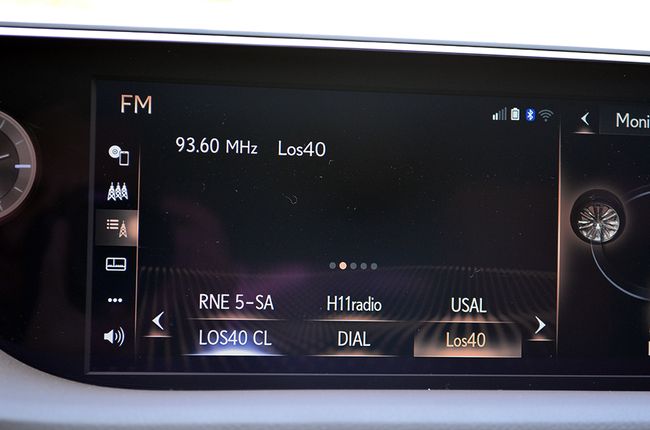 FM
Moni
93.60 MHz Los40
RNE 5-SA H11radio USAL
LOS40 CL DIAL Los40